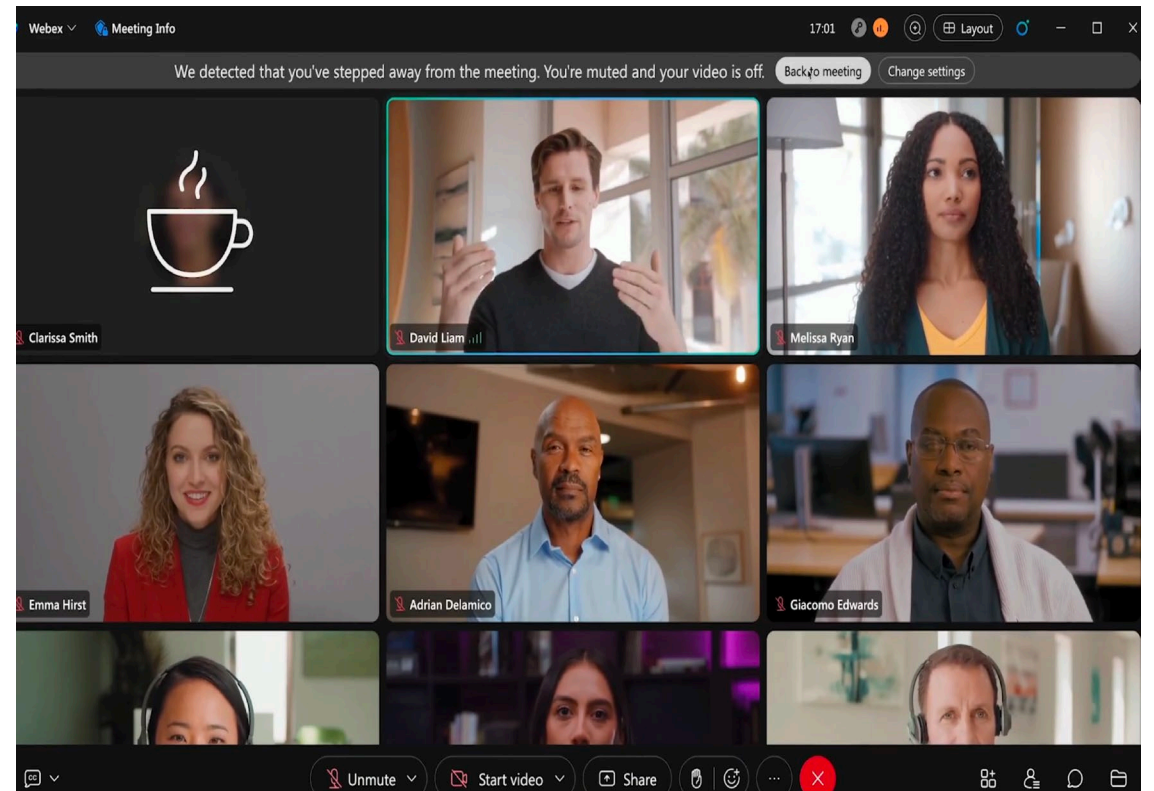 Webex
Meeting Info
17:01
Layout
We detected that you've stepped away from the meeting. You're muted and your video is off.
Back to meeting
Change settings
Clarissa Smith
David Liam
Melissa Ryan
Emma Hirst
Adrian Delamico
Giacomo Edwards
CC
Unmute
Start video
Share